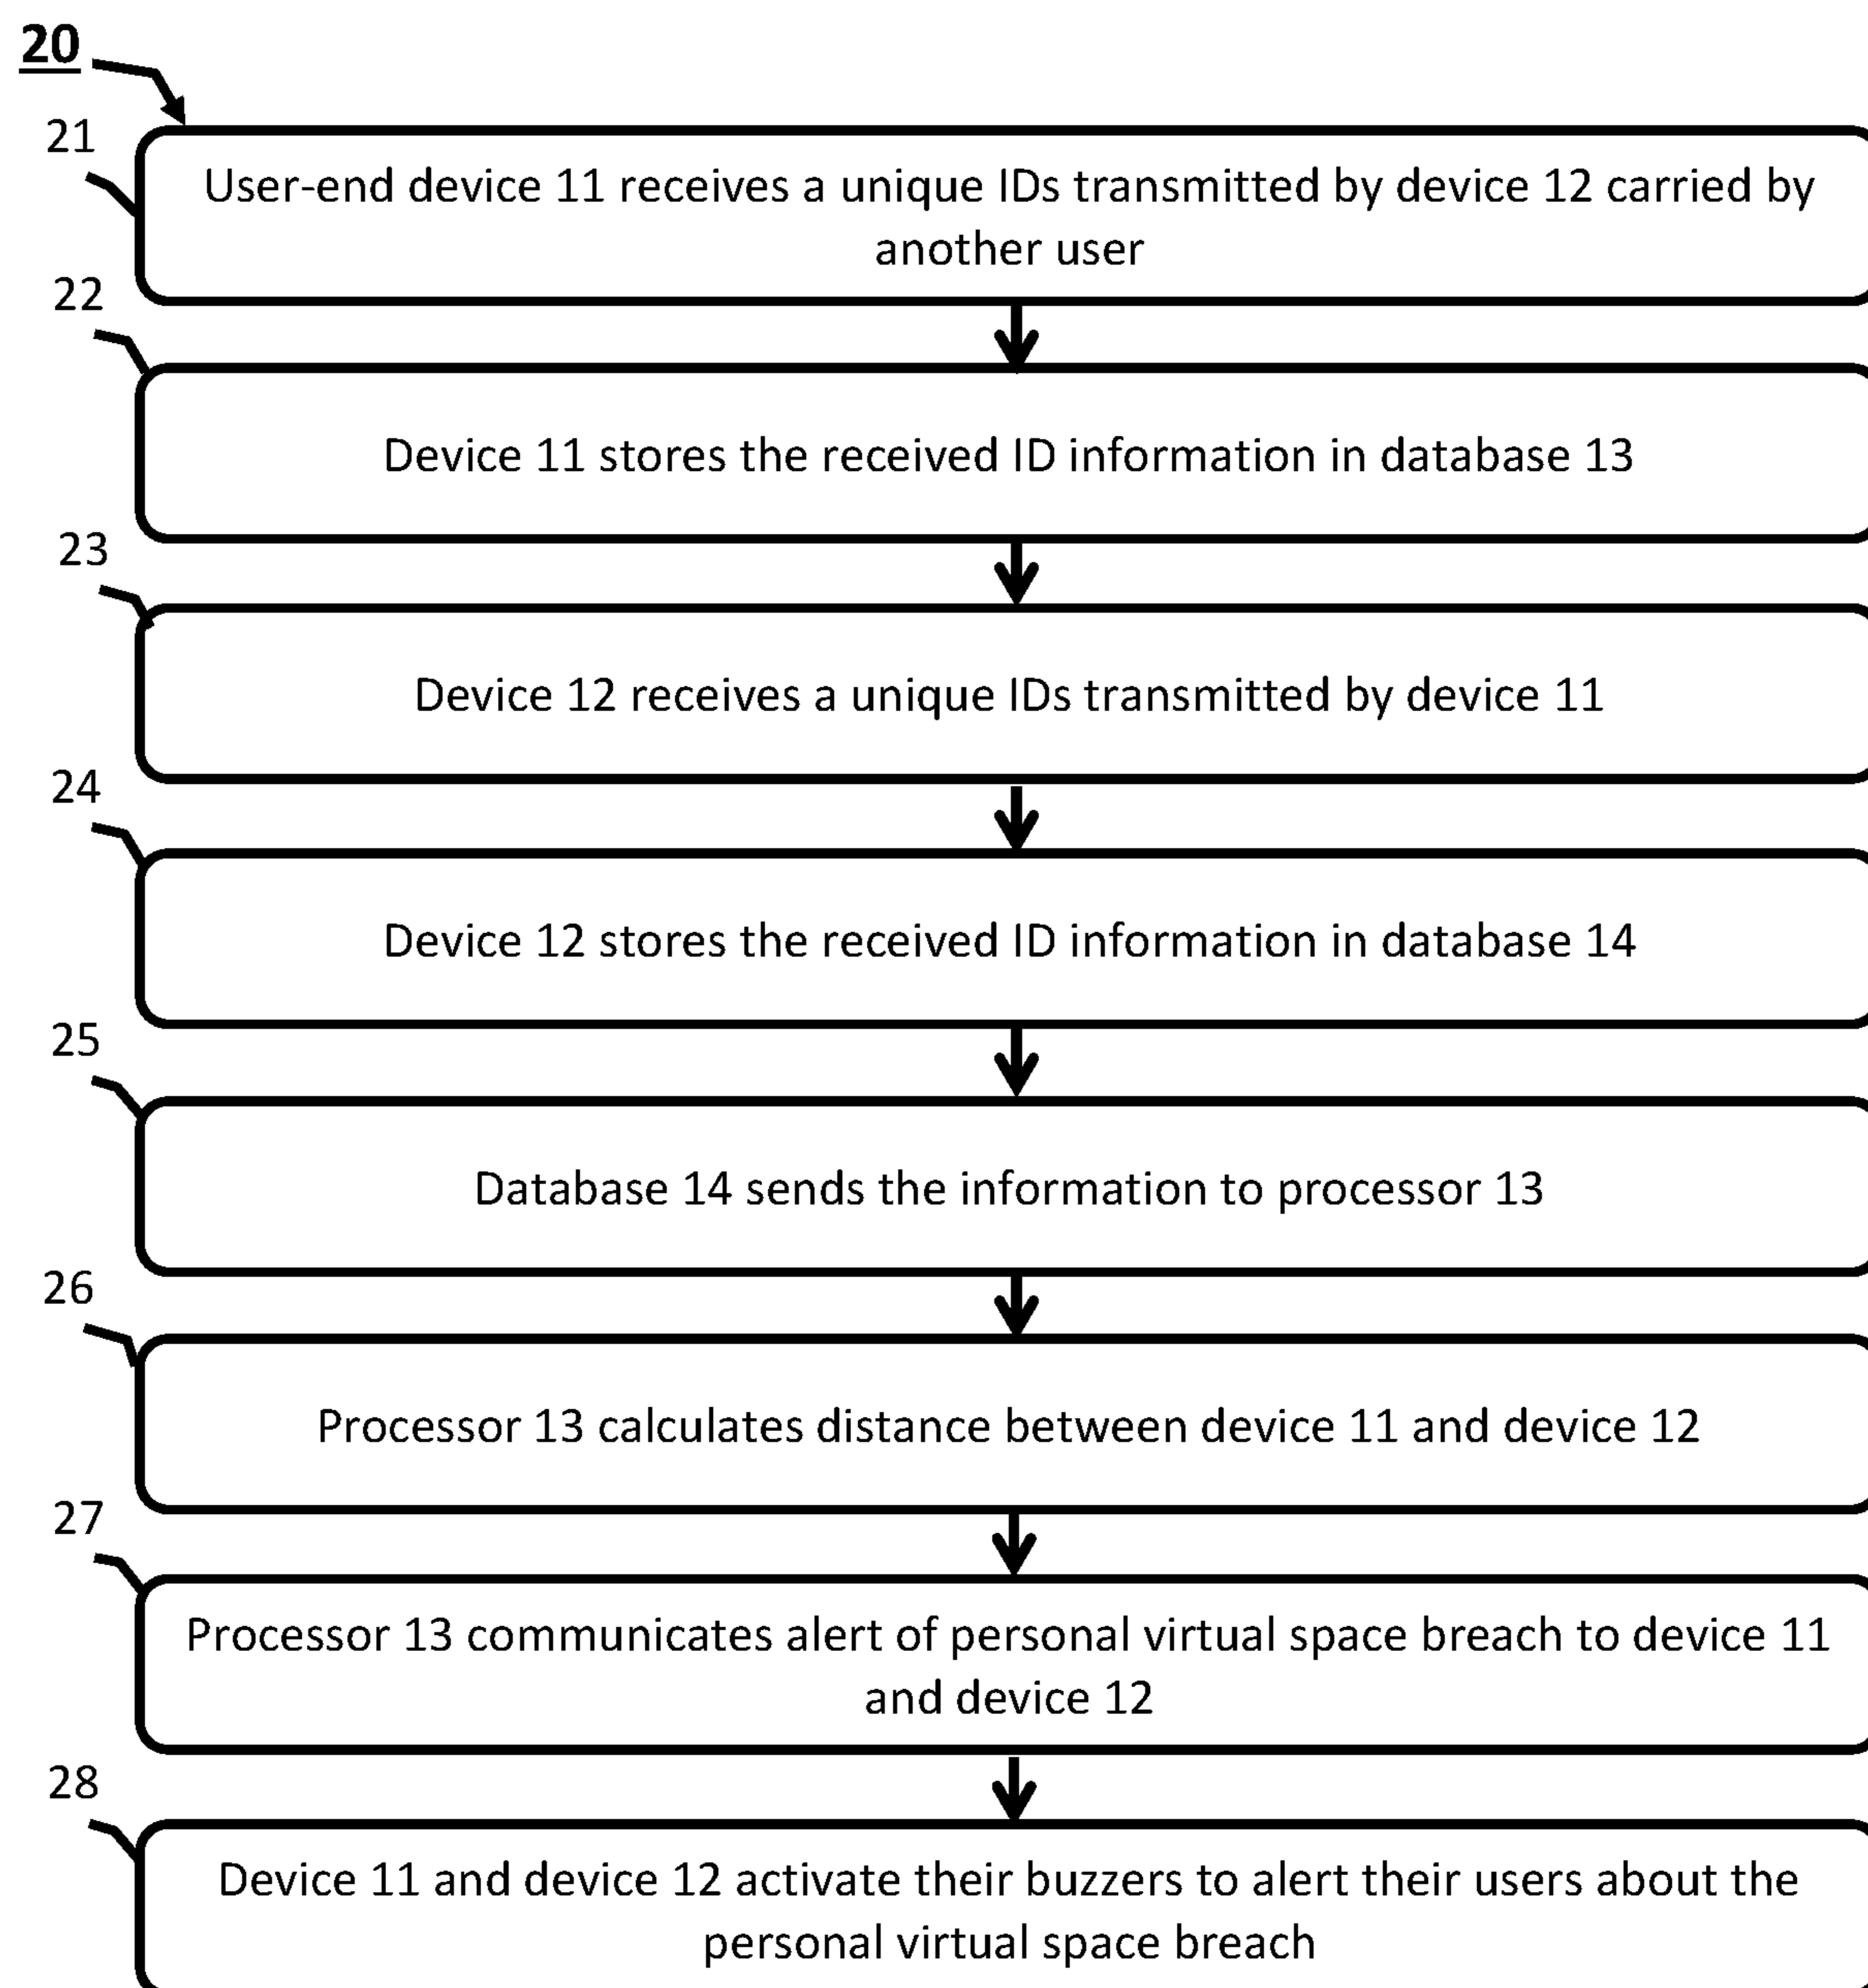 20
21
User-end device 11 receives a unique IDs transmitted by device 12 carried by
another user
22
Device 11 stores the received ID information in database 13
23
Device 12 receives a unique IDs transmitted by device 11
24
Device 12 stores the received ID information in database 14
25
Database 14 sends the information to processor 13
26
Processor 13 calculates distance between device 11 and device 12
27
Processor 13 communicates alert of personal virtual space breach to device 11
and device 12
28
Device 11 and device 12 activate their buzzers to alert their users about the
personal virtual space breach